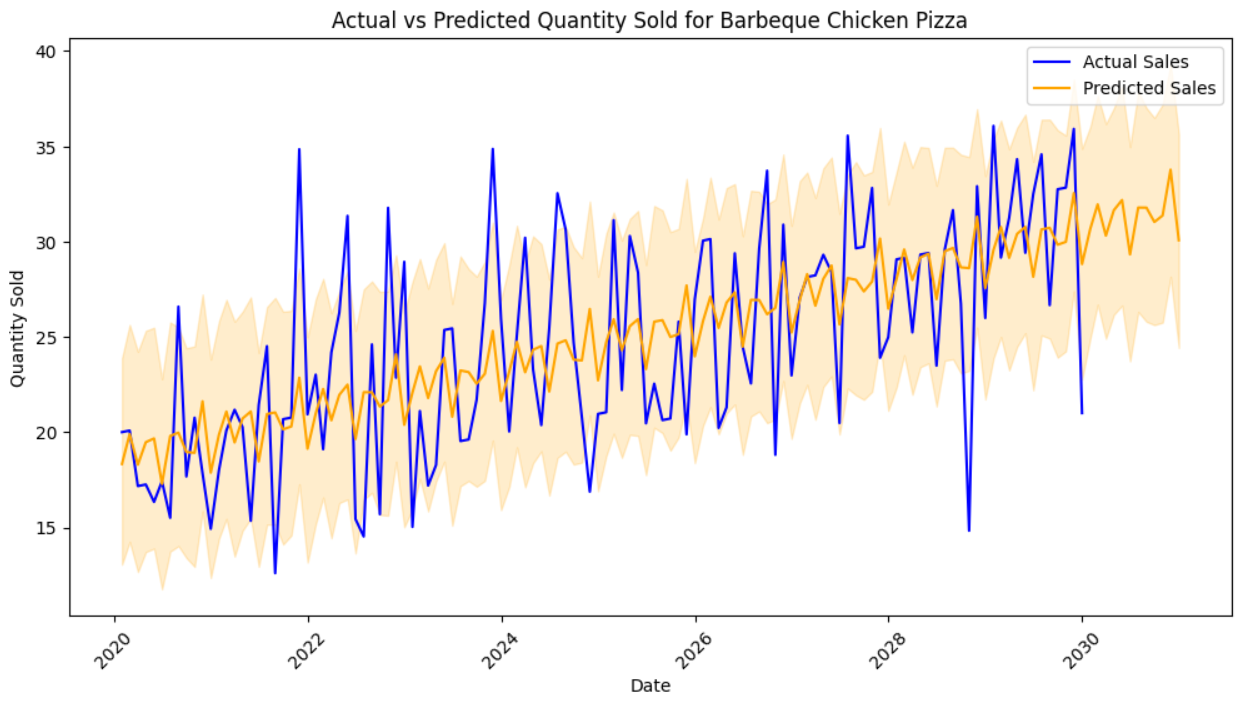 Actual vs Predicted Quantity Sold for Barbeque Chicken Pizza
40
35
30
25
20
15
Quantity Sold
Actual Sales
Predicted Sales
2020
2022
2024
2026
2028
2030
Date